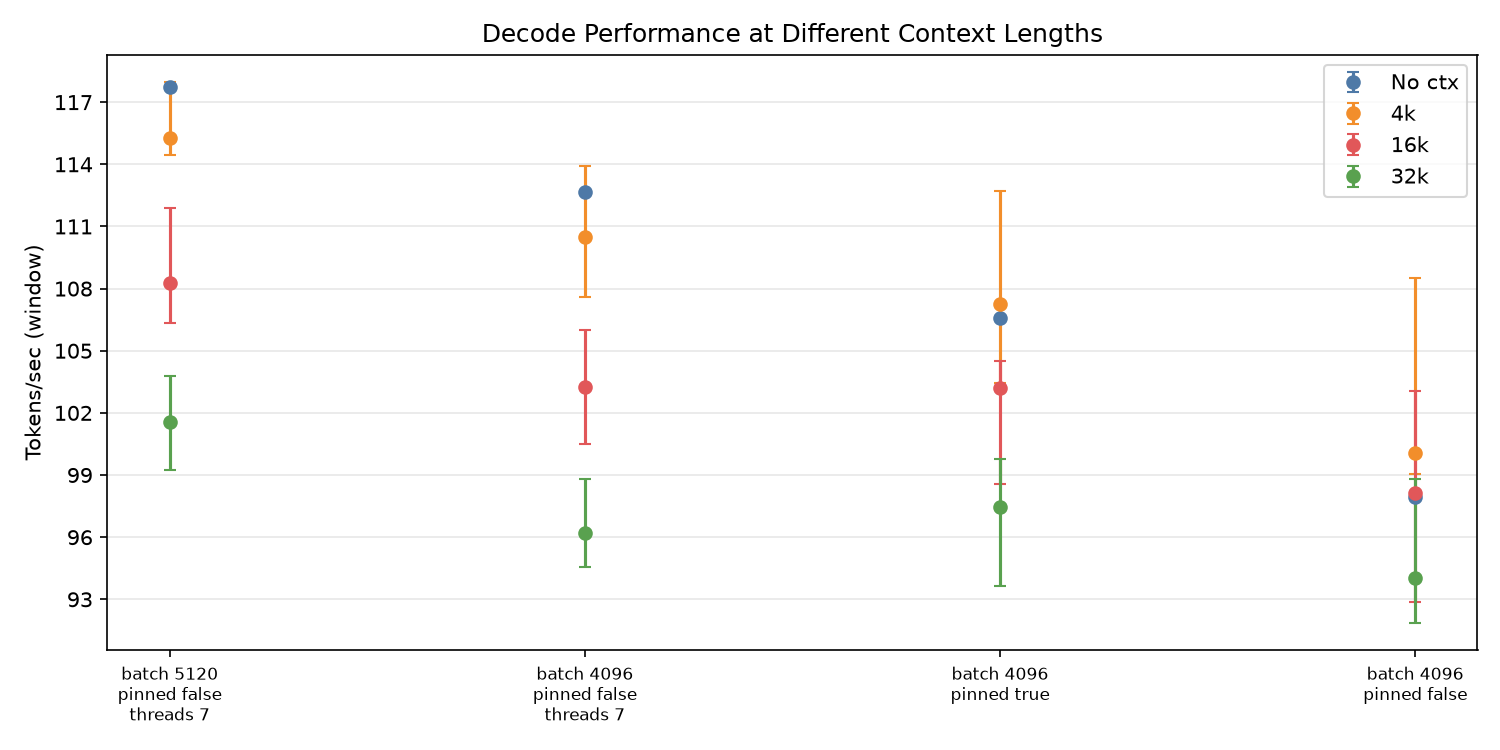 Decode Performance at Different Context Lengths
Tokens/sec (window)
117
114
111
108
105
102
99
96
93
No ctx
4k
16k
32k
batch 5120
pinned false
threads 7
batch 4096
pinned false
threads 7
batch 4096
pinned true
batch 4096
pinned false